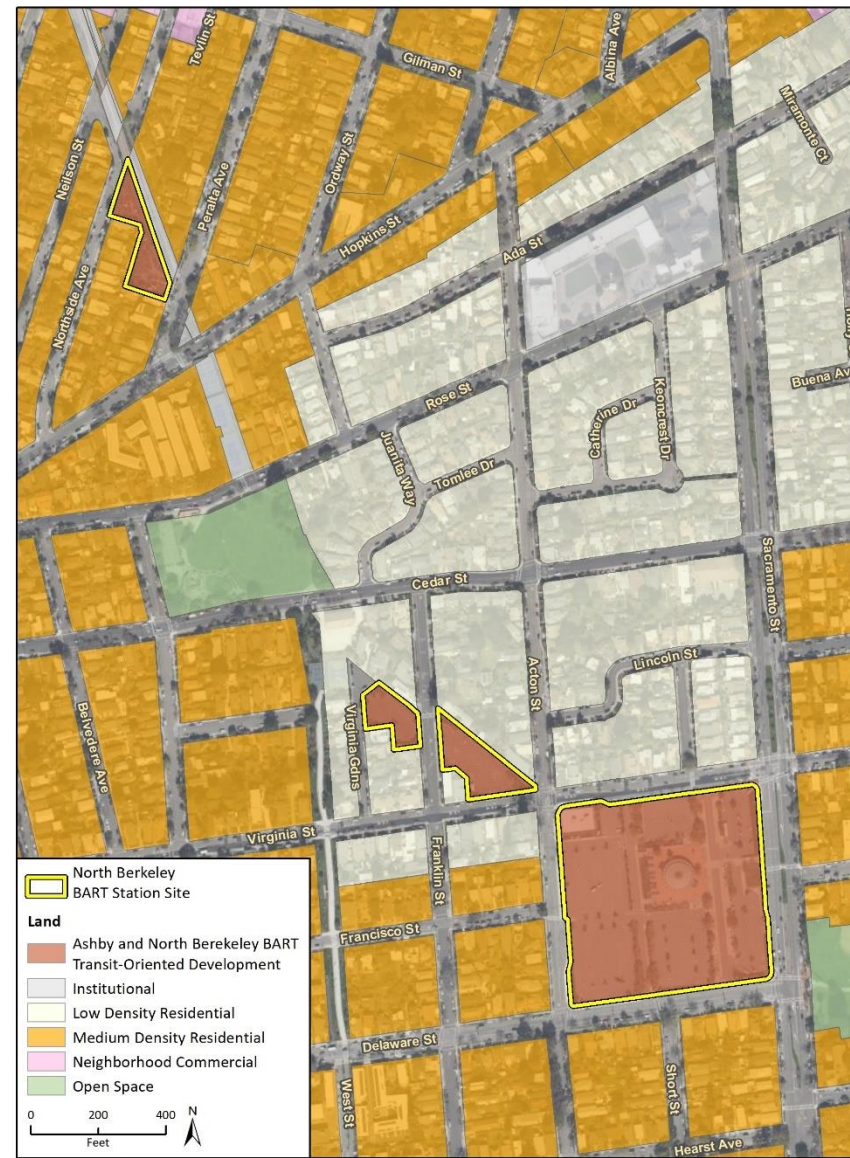 Tevlin St
Gilman St
Albina Ave
Miramonte Ct
Neilson St
Peralta Ave
Ordway St
Hopkins St
Northside Ave
Ada St
Rose St
Buena Av
Juanita Way
Tomlee Dr
Catherine Dr
Keoncrest Dr
Cedar St
Sacramento St
Acton St
Lincoln St
Belvedere Ave
Virginia Gdns
Virginia St
Franklin St
Francisco St
Delaware St
West St
Short St
Hearst Ave
North Berkeley
BART Station Site
Land
Ashby and North Berekeley BART
Transit-Oriented Development
Institutional
Low Density Residential
Medium Density Residential
Neighborhood Commercial
Open Space
0 200 400
Feet
N